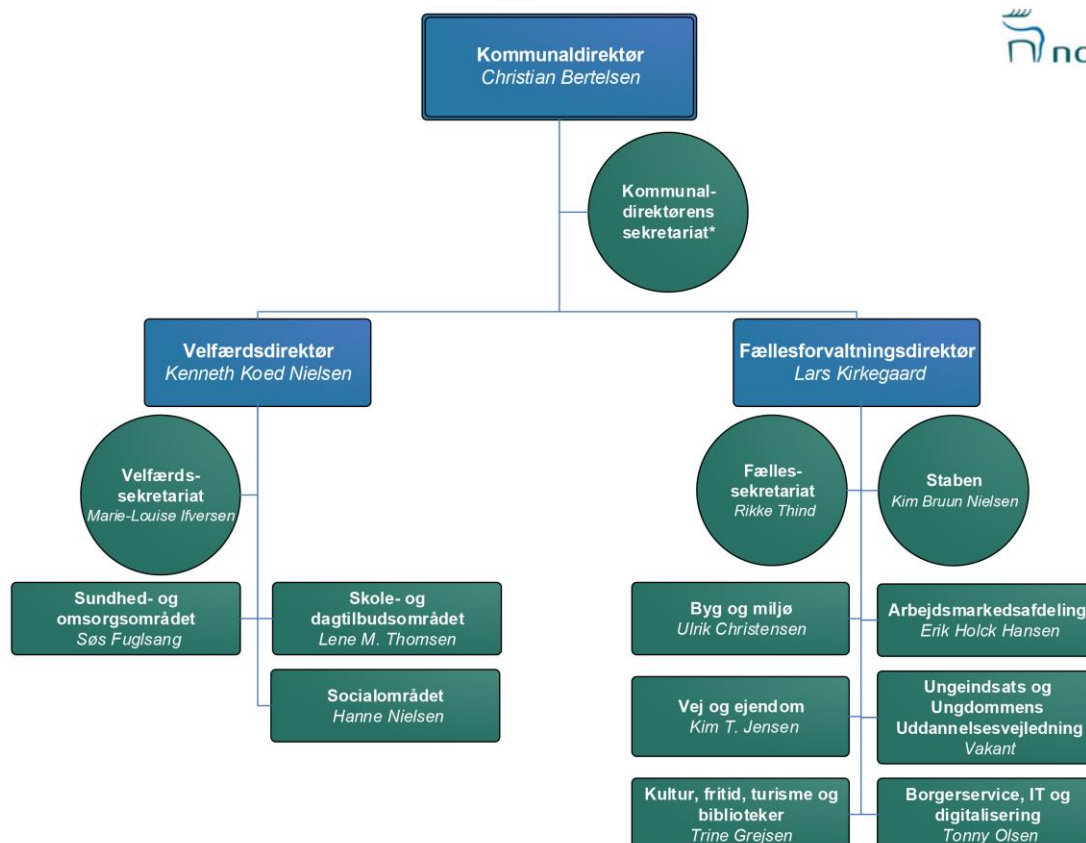 Kommunaldirektør
Christian Bertelsen
Kommunal-
direktørens
sekretariat*
Velfærdsdirektør
Kenneth Koed Nielsen
Fællesforvaltningsdirektør
Lars Kirkegaard
Velfærds-
sekretariat
Marie-Louise Ifversen
Fælles-
sekretariat
Rikke Thind
Staben
Kim Bruun Nielsen
Sundhed- og
omsorgsområdet
Søs Fuglsang
Skole- og
dagtilbudsområdet
Lene M. Thomsen
Socialområdet
Hanne Nielsen
Byg og miljø
Ulrik Christensen
Arbejdsmarkedsafdeling
Erik Holck Hansen
Vej og ejendom
Kim T. Jensen
Ungeindsats og
Ungdommens
Uddannelsesvejledning
Vakant
Kultur, fritid, turisme og
biblioteker
Trine Grejsen
Borgerservice, IT og
digitalisering
Tonny Olsen